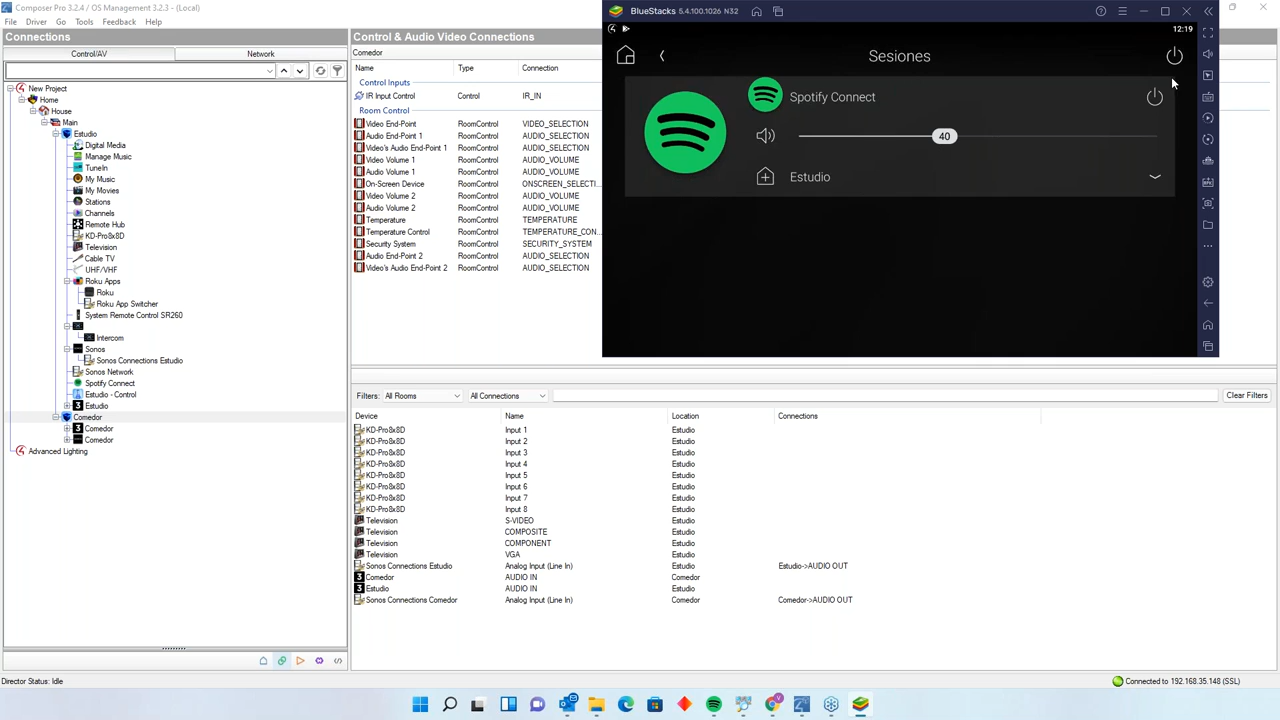 Composer Pro 3.2.4 / OS Management 3.2.3 - (Local)
File Driver Go Tools Feedback Help
Connections
Control/AV Network
New Project
Home
House
Main
Estudio
Digital Media
Manage Music
TuneIn
My Music
My Movies
Stations
Channels
Remote Hub
KD-Pro8x8D
Television
Cable TV
UHF/VHF
Roku Apps
Roku
Roku App Switcher
System Remote Control SR260
Intercom
Sonos
Sonos Connections Estudio
Sonos Network
Spotify Connect
Estudio - Control
Estudio
Comedor
Comedor
Comedor
Advanced Lighting
Control & Audio Video Connections
Comedor
Name Type Connection
Control Inputs
IR Input Control Control IR_IN
Room Control
Video End-Point RoomControl VIDEO_SELECTION
Audio End-Point 1 RoomControl AUDIO_SELECTION
Video's Audio End-Point 1 RoomControl AUDIO_SELECTION
Video Volume 1 RoomControl AUDIO_VOLUME
Audio Volume 1 RoomControl AUDIO_VOLUME
On-Screen Device RoomControl ONSCREEN_SELECTI...
Video Volume 2 RoomControl AUDIO_VOLUME
Audio Volume 2 RoomControl AUDIO_VOLUME
Temperature RoomControl TEMPERATURE
Temperature Control RoomControl TEMPERATURE_CON...
Security System RoomControl SECURITY_SYSTEM
Audio End-Point 2 RoomControl AUDIO_SELECTION
Video's Audio End-Point 2 RoomControl AUDIO_SELECTION
BlueStacks 5.4.100.1026 N32
12:19
Sesiones
Spotify Connect
40
Estudio
Filters: All Rooms All Connections Clear Filters
Device Name Location Connections
KD-Pro8x8D Input 1 Estudio
KD-Pro8x8D Input 2 Estudio
KD-Pro8x8D Input 3 Estudio
KD-Pro8x8D Input 4 Estudio
KD-Pro8x8D Input 5 Estudio
KD-Pro8x8D Input 6 Estudio
KD-Pro8x8D Input 7 Estudio
KD-Pro8x8D Input 8 Estudio
Television S-VIDEO Estudio
Television COMPOSITE Estudio
Television COMPONENT Estudio
Television VGA Estudio
Sonos Connections Estudio Analog Input (Line In) Estudio Estudio->AUDIO OUT
Comedor AUDIO IN Comedor
Estudio AUDIO IN Estudio
Sonos Connections Comedor Analog Input (Line In) Comedor Comedor->AUDIO OUT
Director Status: Idle Connected to 192.168.35.148 (SSL)